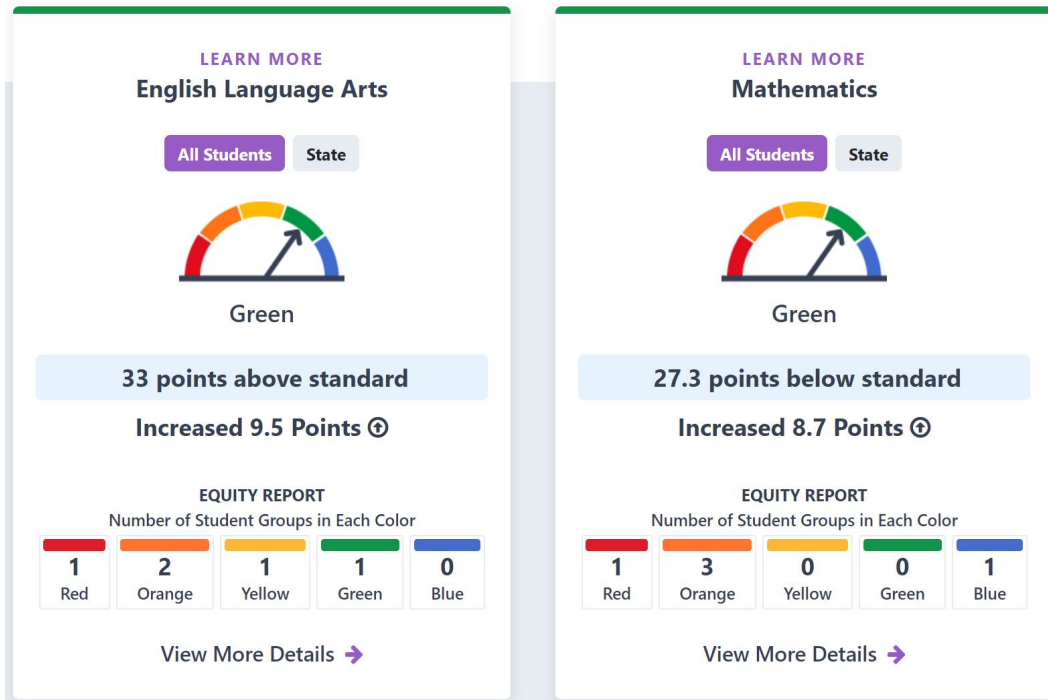 LEARN MORE
English Language Arts
All Students State
Green
33 points above standard
Increased 9.5 Points
EQUITY REPORT
Number of Student Groups in Each Color
1 2 1 1 0
Red Orange Yellow Green Blue
View More Details
LEARN MORE
Mathematics
All Students State
Green
27.3 points below standard
Increased 8.7 Points
EQUITY REPORT
Number of Student Groups in Each Color
1 3 0 0 1
Red Orange Yellow Green Blue
View More Details